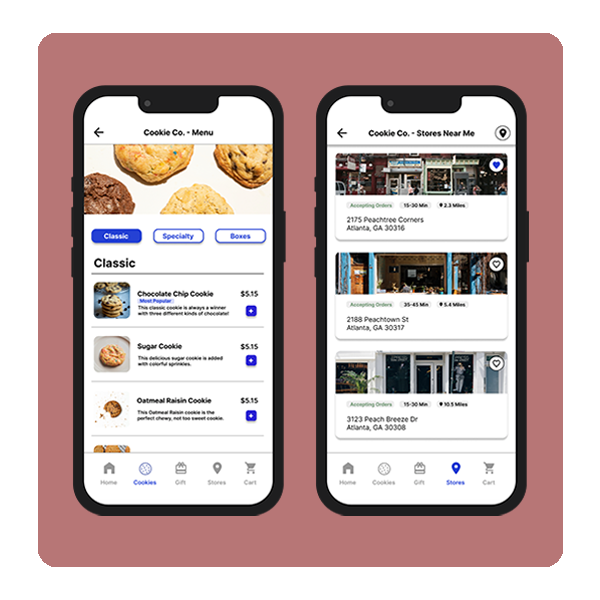 Cookie Co. - Menu
Classic
Specialty
Boxes
Classic
Chocolate Chip Cookie
$5.15
Most Popular
This classic cookie is always a winner
with three different kinds of chocolate!
Sugar Cookie
$5.15
This delicious sugar cookie is added
with colorful sprinkles.
Oatmeal Raisin Cookie
$5.15
This Oatmeal Raisin cookie is the
perfect chewy, not too sweet cookie.
Home
Cookies
Gift
Stores
Cart
Cookie Co. - Stores Near Me
Accepting Orders
15-30 Min
2.3 Miles
2175 Peachtree Corners
Atlanta, GA 30316
Accepting Orders
35-45 Min
5.4 Miles
2188 Peachtown St
Atlanta, GA 30317
Accepting Orders
15-30 Min
10.5 Miles
3123 Peach Breeze Dr
Atlanta, GA 30308
Home
Cookies
Gift
Stores
Cart